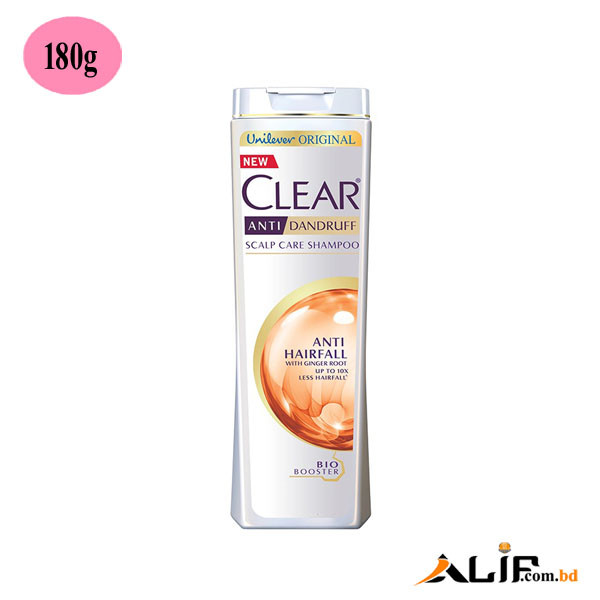 180g
Unilever ORIGINAL
NEW
CLEAR®
ANTI DANDRUFF
SCALP CARE SHAMPOO
ANTI
HAIRFALL
WITH GINGER ROOT
UP TO 10X
LESS HAIRFALL*
BIO
BOOSTER
ALIF.com.bd